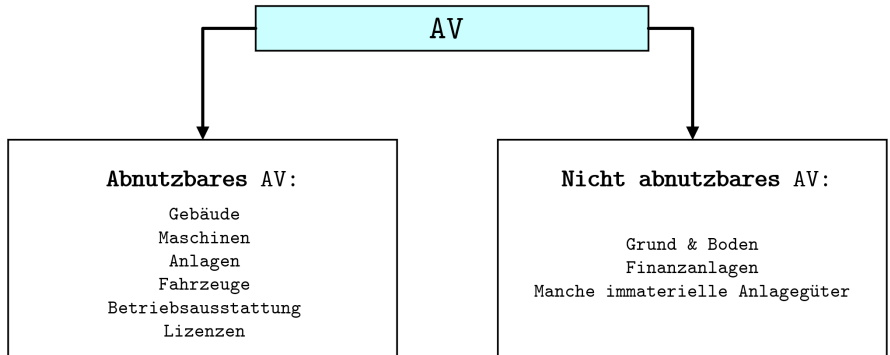 AV
Abnutzbares AV:
Gebäude
Maschinen
Anlagen
Fahrzeuge
Betriebsausstattung
Lizenzen
Nicht abnutzbares AV:
Grund & Boden
Finanzanlagen
Manche immaterielle Anlagegüter